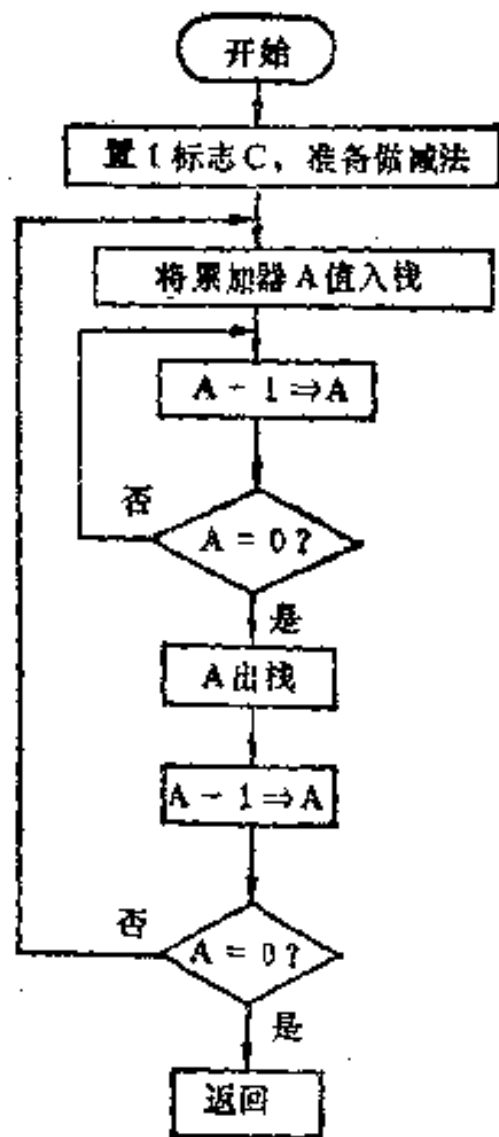 开始
置1标志C，准备做减法
将累加器A值入栈
A－1⇒A
否
A＝0？
是
A出栈
A－1⇒A
否
A＝0？
是
返回